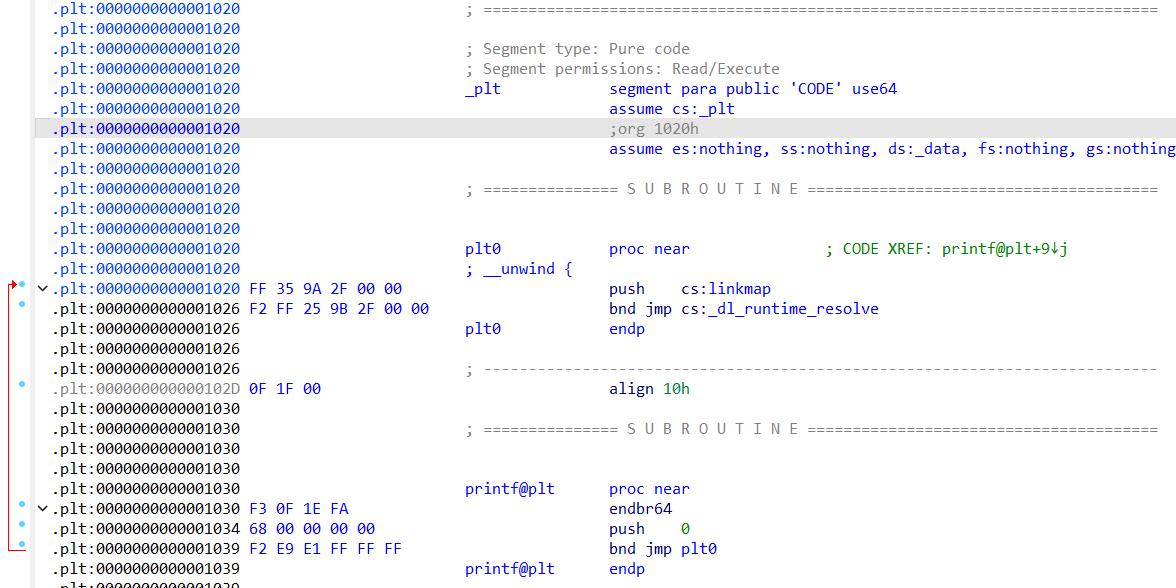 .plt:0000000000001020 ; ===========================================================================
.plt:0000000000001020
.plt:0000000000001020 ; Segment type: Pure code
.plt:0000000000001020 ; Segment permissions: Read/Execute
.plt:0000000000001020 _plt segment para public 'CODE' use64
.plt:0000000000001020 assume cs:_plt
.plt:0000000000001020 ;org 1020h
.plt:0000000000001020 assume es:nothing, ss:nothing, ds:_data, fs:nothing, gs:nothing
.plt:0000000000001020
.plt:0000000000001020 ; =============== S U B R O U T I N E =======================================
.plt:0000000000001020
.plt:0000000000001020
.plt:0000000000001020 plt0 proc near ; CODE XREF: printf@plt+9↓j
.plt:0000000000001020 ; __unwind {
.plt:0000000000001020 FF 35 9A 2F 00 00 push cs:linkmap
.plt:0000000000001026 F2 FF 25 9B 2F 00 00 bnd jmp cs:_dl_runtime_resolve
.plt:0000000000001026 plt0 endp
.plt:0000000000001026
.plt:0000000000001026 ; ---------------------------------------------------------------------------
.plt:000000000000102D 0F 1F 00 align 10h
.plt:0000000000001030
.plt:0000000000001030 ; =============== S U B R O U T I N E =======================================
.plt:0000000000001030
.plt:0000000000001030
.plt:0000000000001030 printf@plt proc near
.plt:0000000000001030 F3 0F 1E FA endbr64
.plt:0000000000001034 68 00 00 00 00 push 0
.plt:0000000000001039 F2 E9 E1 FF FF FF bnd jmp plt0
.plt:0000000000001039 printf@plt endp
.plt:0000000000001039